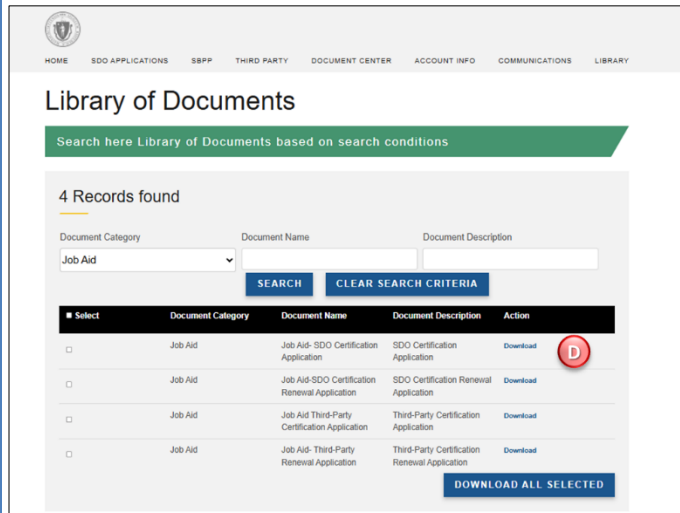 HOME SDO APPLICATIONS SBPP THIRD PARTY DOCUMENT CENTER ACCOUNT INFO COMMUNICATIONS LIBRARY
Library of Documents
Search here Library of Documents based on search conditions
4 Records found
Document Category Document Name Document Description
Job Aid
SEARCH CLEAR SEARCH CRITERIA
Select Document Category Document Name Document Description Action
Job Aid Job Aid- SDO Certification SDO Certification Download D
Application Application
Job Aid Job Aid-SDO Certification SDO Certification Renewal Download
Renewal Application Application
Job Aid Job Aid Third-Party Third-Party Certification Download
Certification Application Application
Job Aid Job Aid- Third-Party Third-Party Certification Download
Renewal Application Renewal Application
DOWNLOAD ALL SELECTED